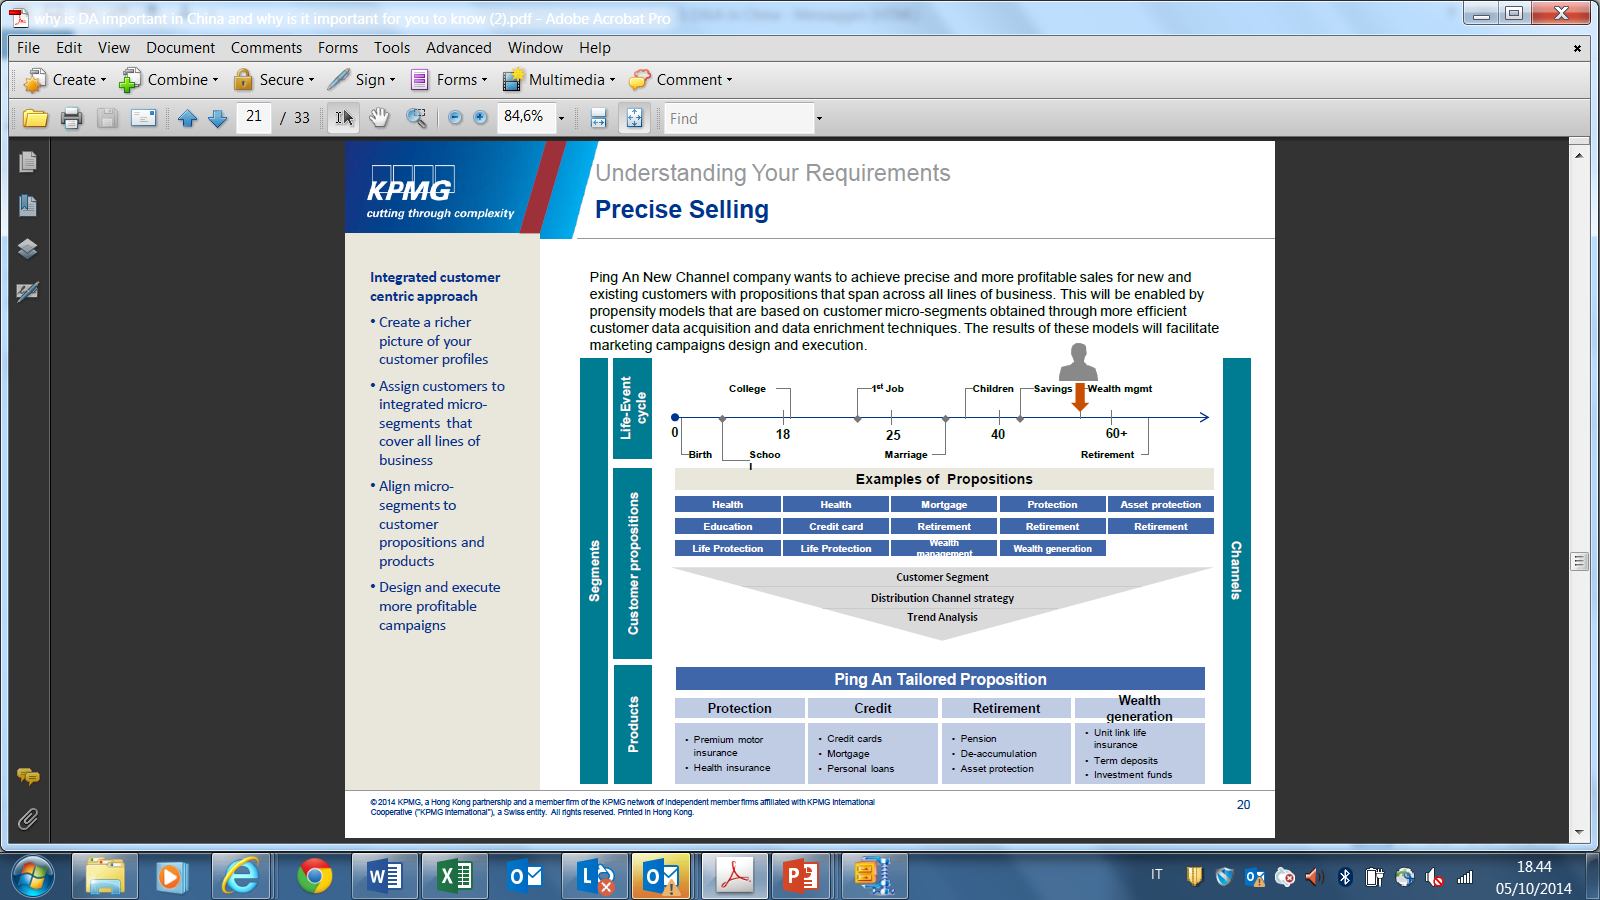 why is DA important in China and why is it important for you to know (2).pdf - Adobe Acrobat Pro
File Edit View Document Comments Forms Tools Advanced Window Help
Create Combine Secure Sign Forms Multimedia Comment
21 / 33 84,6% Find
KPMG
cutting through complexity
Understanding Your Requirements
Precise Selling
Integrated customer
centric approach
• Create a richer
picture of your
customer profiles
• Assign customers to
integrated micro-
segments that
cover all lines of
business
• Align micro-
segments to
customer
propositions and
products
• Design and execute
more profitable
campaigns
Ping An New Channel company wants to achieve precise and more profitable sales for new and
existing customers with propositions that span across all lines of business. This will be enabled by
propensity models that are based on customer micro-segments obtained through more efficient
customer data acquisition and data enrichment techniques. The results of these models will facilitate
marketing campaigns design and execution.
Segments
Life-Event
cycle
College 1st Job Children Savings Wealth mgmt
0 18 25 40 60+
Birth Schoo
l
Marriage Retirement
Customer propositions
Examples of Propositions
Health Health Mortgage Protection Asset protection
Education Credit card Retirement Retirement Retirement
Life Protection Life Protection Wealth
management Wealth generation
Customer Segment
Distribution Channel strategy
Trend Analysis
Channels
Products
Ping An Tailored Proposition
Protection Credit Retirement Wealth
generation
• Premium motor
insurance
• Health insurance
• Credit cards
• Mortgage
• Personal loans
• Pension
• De-accumulation
• Asset protection
• Unit link life
insurance
• Term deposits
• Investment funds
© 2014 KPMG, a Hong Kong partnership and a member firm of the KPMG network of independent member firms affiliated with KPMG International
Cooperative ("KPMG International"), a Swiss entity. All rights reserved. Printed in Hong Kong.
20
IT
18.44
05/10/2014